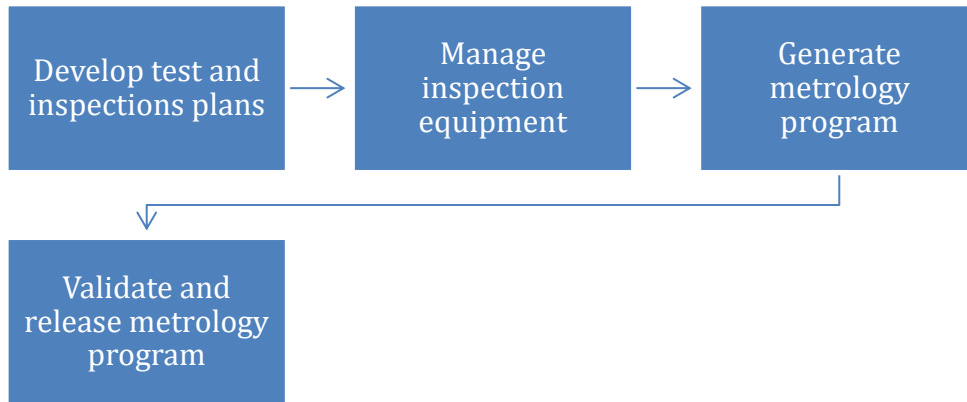 Develop test and
inspections plans
Manage
inspection
equipment
Generate
metrology
program
Validate and
release metrology
program